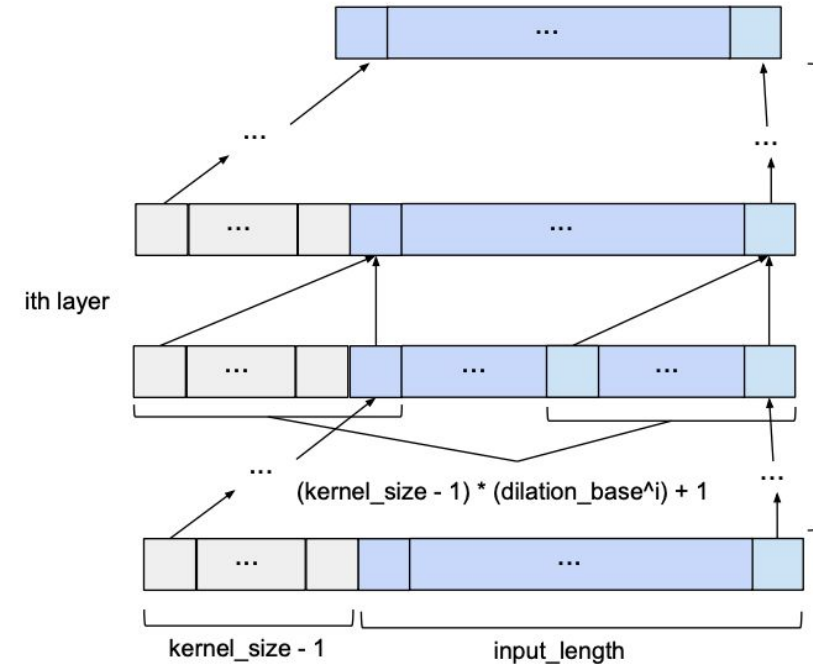 ...
... ...
... ...
ith layer
... ... ...
... ...
(kernel_size - 1) * (dilation_base^i) + 1
... ...
kernel_size - 1 input_length